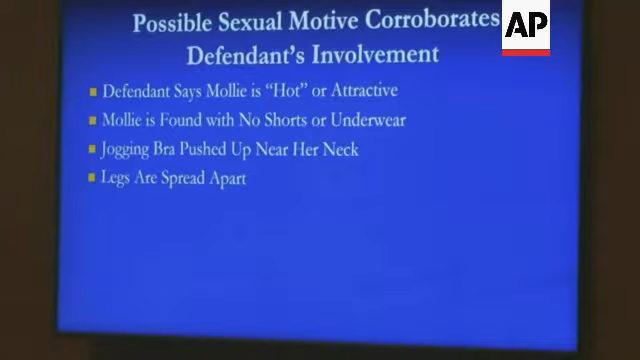 Possible Sexual Motive Corroborates
Defendant's Involvement
Defendant Says Mollie is “Hot” or Attractive
Mollie is Found with No Shorts or Underwear
Jogging Bra Pushed Up Near Her Neck
Legs Are Spread Apart
AP